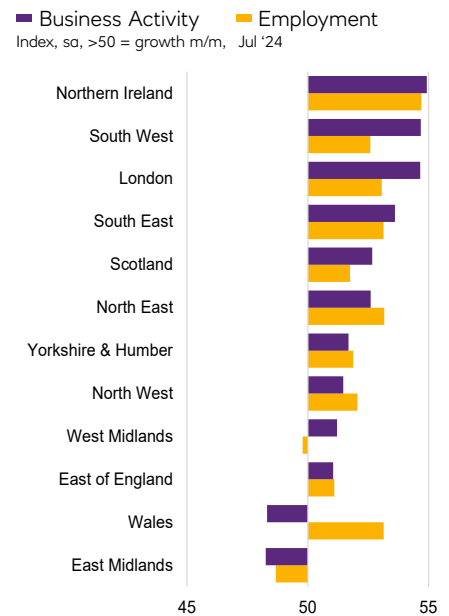 Business Activity Employment
Index, sa, >50 = growth m/m, Jul ‘24
Northern Ireland
South West
London
South East
Scotland
North East
Yorkshire & Humber
North West
West Midlands
East of England
Wales
East Midlands
45 50 55